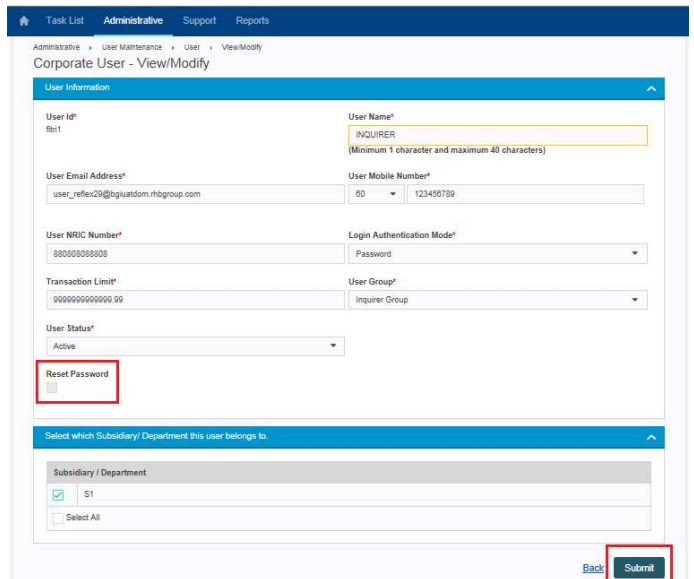 Task List Administrative Support Reports
Administrative › User Maintenance › User › View/Modify
Corporate User - View/Modify
User Information
User Id* User Name*
fitri1 INQUIRER
(Minimum 1 character and maximum 40 characters)
User Email Address* User Mobile Number*
user_reflex29@bgiuatdom.rhbgroup.com 60 123456789
User NRIC Number* Login Authentication Mode*
880808088808 Password
Transaction Limit* User Group*
9999999999999.99 Inquirer Group
User Status*
Active
Reset Password
Select which Subsidiary/ Department this user belongs to.
Subsidiary / Department
S1
Select All
Back Submit